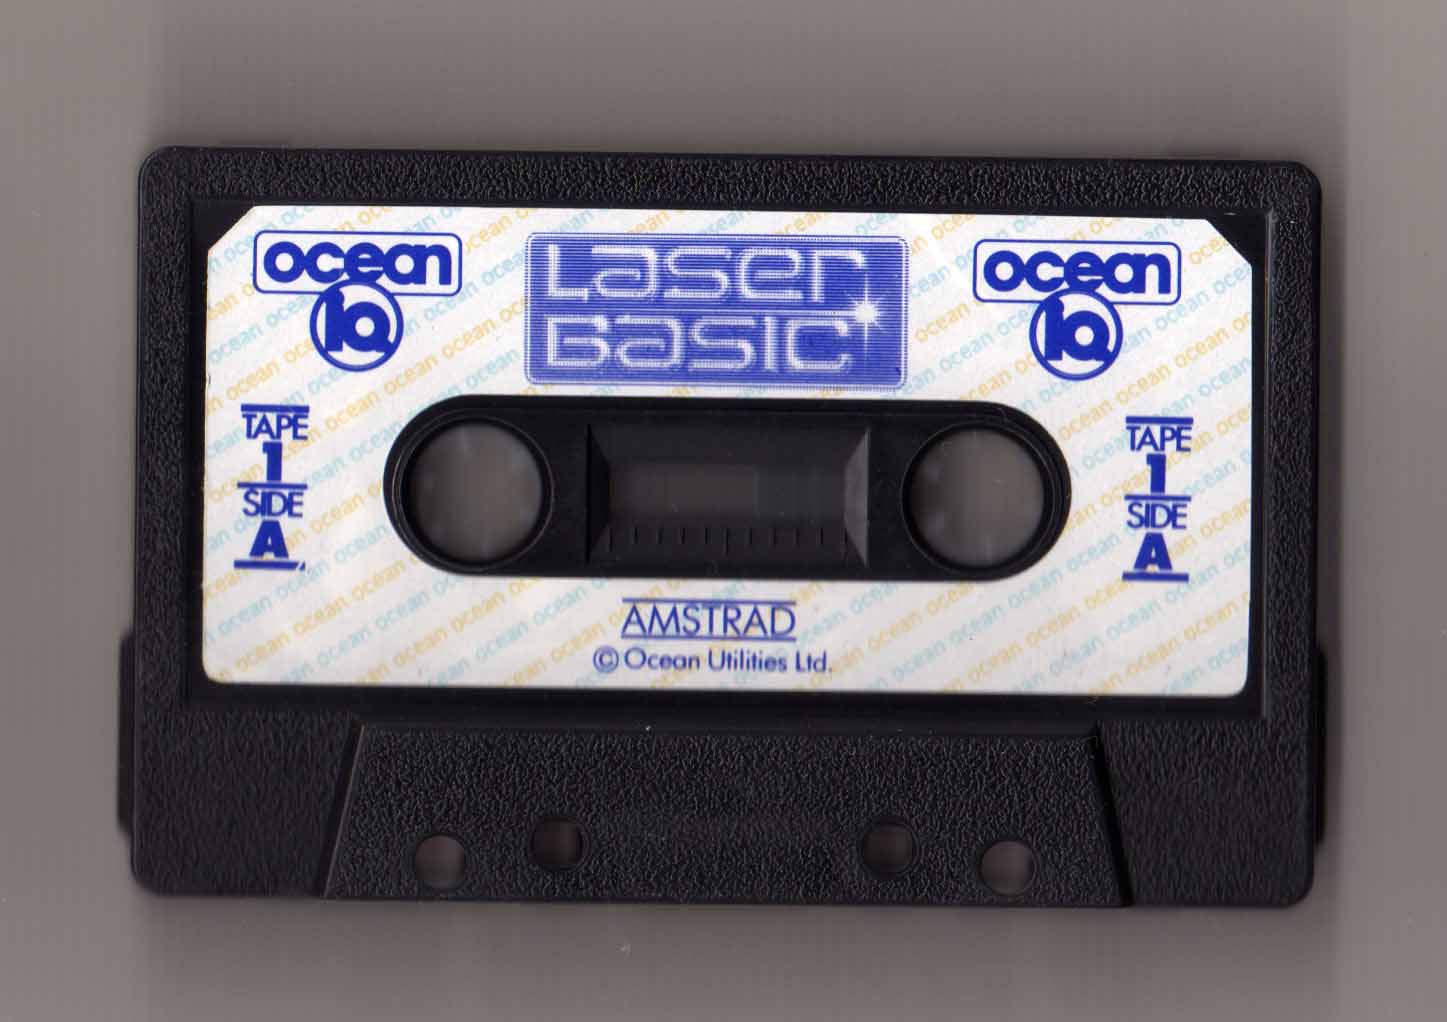 ocean
IQ
Laser
Basic
ocean
IQ
TAPE
1
SIDE
A
TAPE
1
SIDE
A
AMSTRAD
© Ocean Utilities Ltd.